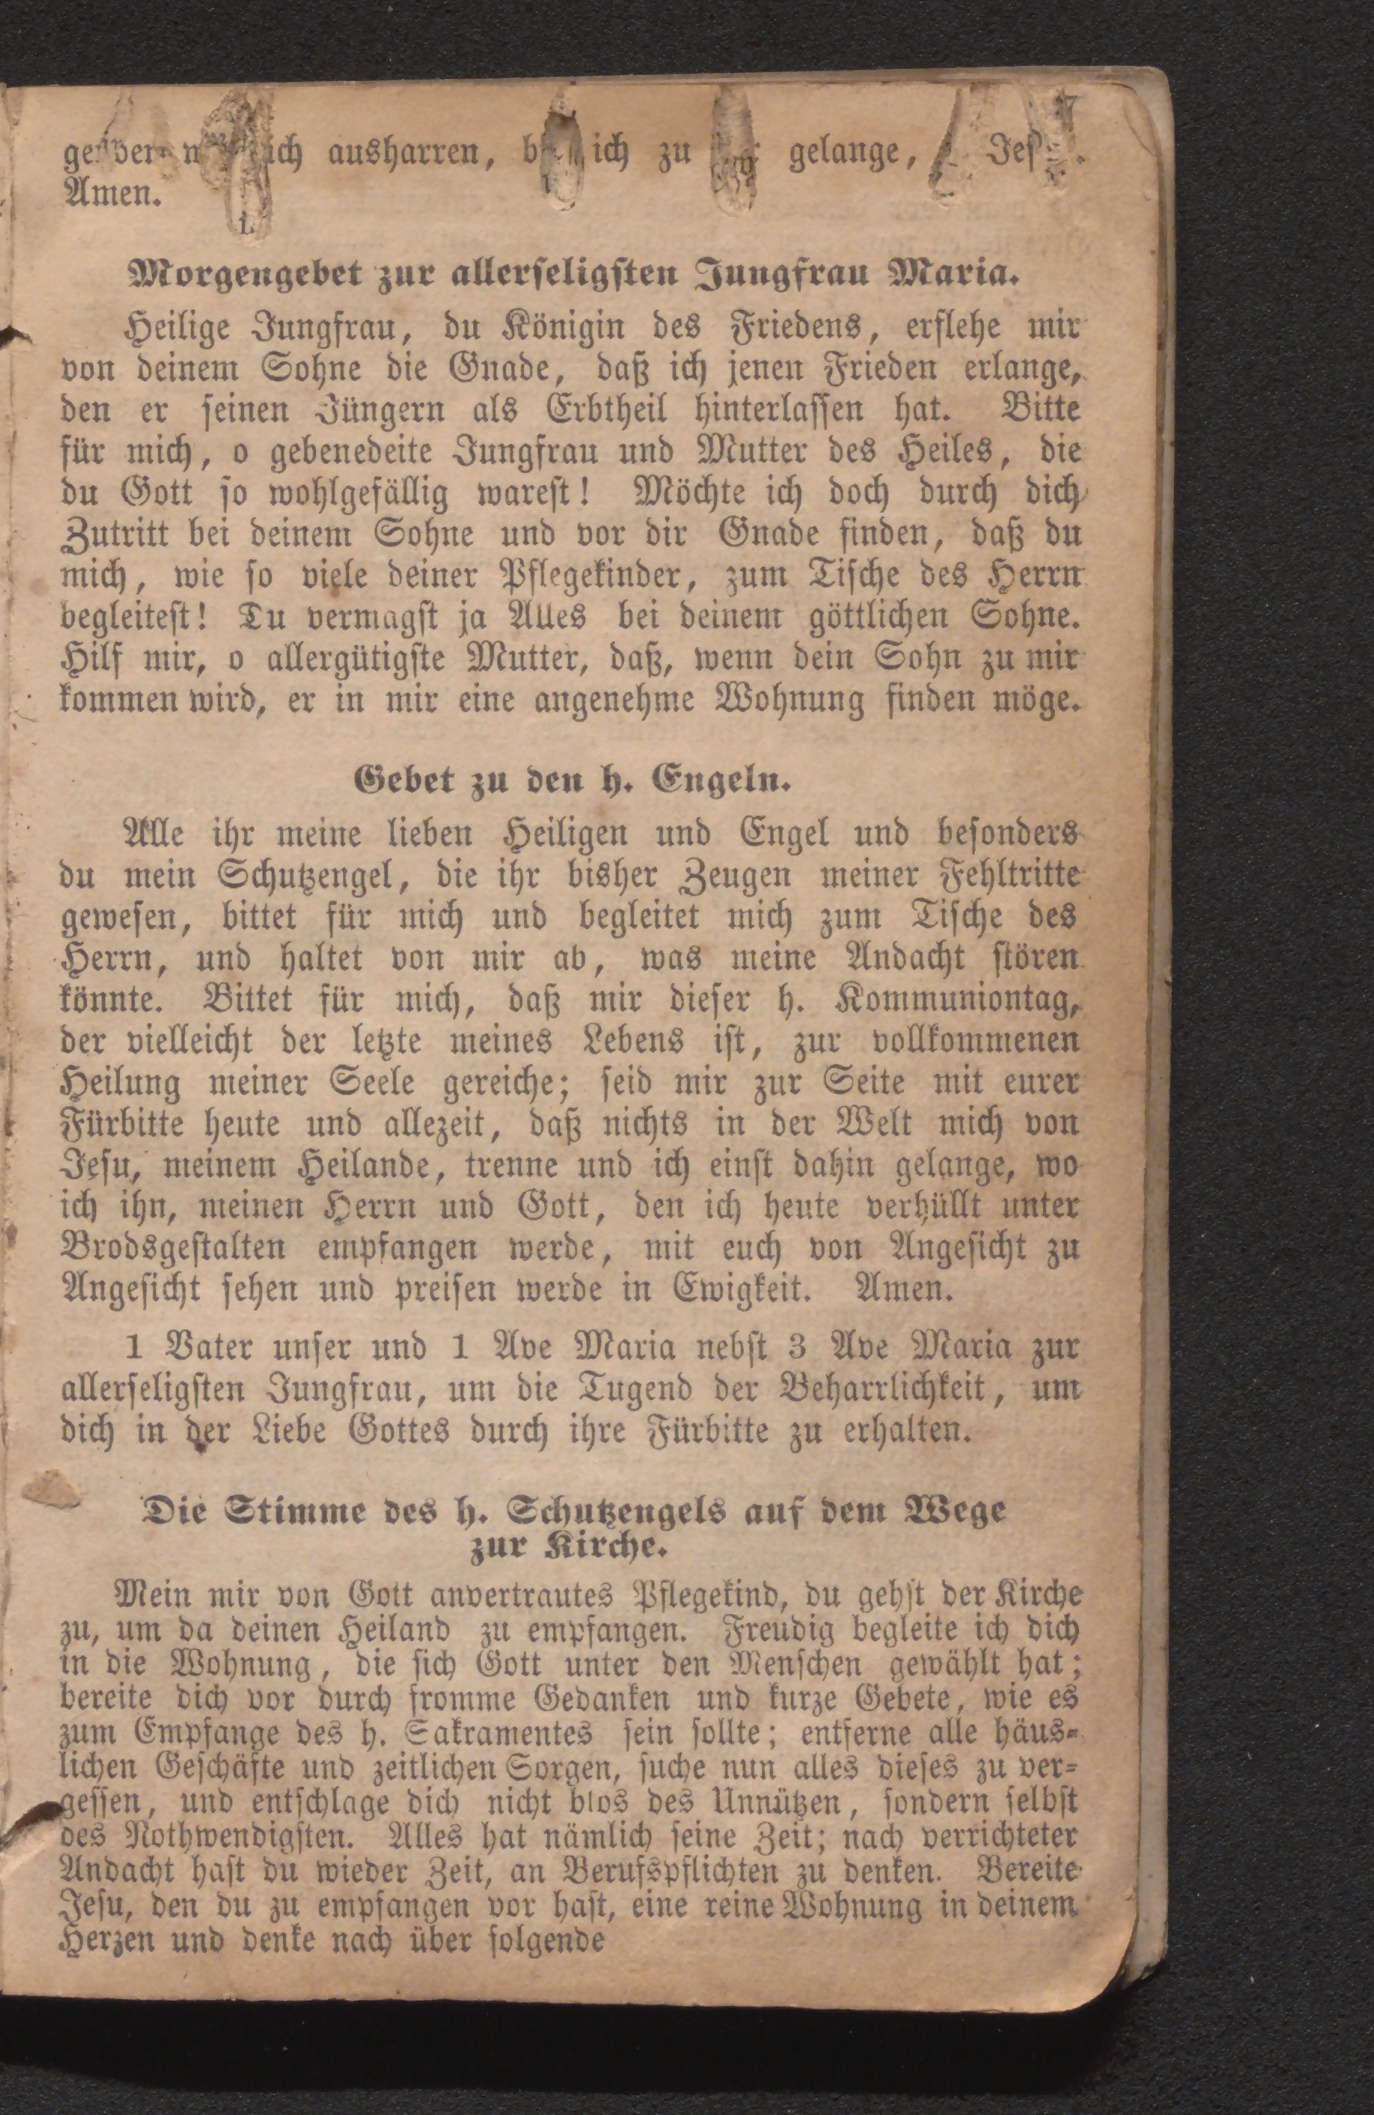 ich ausharren, ich zu gelange,
Amen.
Morgengebet zur allerseligsten Jungfrau Maria.
Heilige Jungfrau, du Königin des Friedens, erflehe mir
von deinem Sohne die Gnade, daß ich jenen Frieden erlange,
den er seinen Jüngern als Erbtheil hinterlassen hat. Bitte
für mich, o gebenedeite Jungfrau und Mutter des Heiles, die
du Gott so wohlgefällig warest! Möchte ich doch durch dich
Zutritt bei deinem Sohne und vor dir Gnade finden, daß du
mich, wie so viele deiner Pflegekinder, zum Tische des Herrn
begleitest! Du vermagst ja Alles bei deinem göttlichen Sohne.
Hilf mir, o allergütigste Mutter, daß, wenn dein Sohn zu mir
kommen wird, er in mir eine angenehme Wohnung finden möge.
Gebet zu den h. Engeln.
Alle ihr meine lieben Heiligen und Engel und besonders
du mein Schutzengel, die ihr bisher Zeugen meiner Fehltritte
gewesen, bittet für mich und begleitet mich zum Tische des
Herrn, und haltet von mir ab, was meine Andacht stören
könnte. Bittet für mich, daß mir dieser h. Kommuniontag,
der vielleicht der letzte meines Lebens ist, zur vollkommenen
Heilung meiner Seele gereiche; seid mir zur Seite mit eurer
Fürbitte heute und allezeit, daß nichts in der Welt mich von
Jesu, meinem Heilande, trenne und ich einst dahin gelange, wo
ich ihn, meinen Herrn und Gott, den ich heute verhüllt unter
Brodsgestalten empfangen werde, mit euch von Angesicht zu
Angesicht sehen und preisen werde in Ewigkeit. Amen.
1 Vater unser und 1 Ave Maria nebst 3 Ave Maria zur
allerseligsten Jungfrau, um die Tugend der Beharrlichkeit, um
dich in der Liebe Gottes durch ihre Fürbitte zu erhalten.
Die Stimme des h. Schutzengels auf dem Wege
zur Kirche.
Mein mir von Gott anvertrautes Pflegekind, du gehst der Kirche
zu, um da deinen Heiland zu empfangen. Freudig begleite ich dich
in die Wohnung, die sich Gott unter den Menschen gewählt hat;
bereite dich vor durch fromme Gedanken und kurze Gebete, wie es
zum Empfange des h. Sakramentes sein sollte; entferne alle häus-
lichen Geschäfte und zeitlichen Sorgen, suche nun alles dieses zu ver-
gessen, und entschlage dich nicht blos des Unnützen, sondern selbst
des Nothwendigsten. Alles hat nämlich seine Zeit; nach verrichteter
Andacht hast du wieder Zeit, an Berufspflichten zu denken. Bereite
Jesu, den du zu empfangen vor hast, eine reine Wohnung in deinem
Herzen und denke nach über folgende